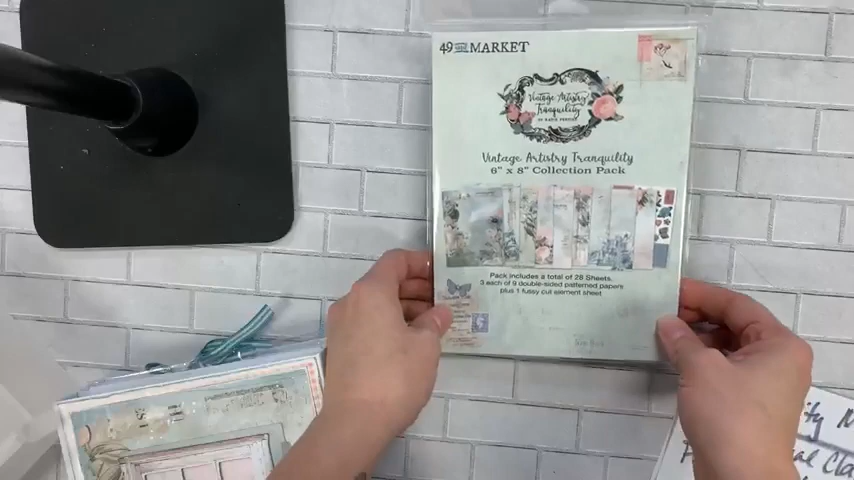 49 and MARKET
Vintage Artistry
Tranquility
Vintage Artistry Tranquility
6" x 8" Collection Pack
Pack includes a total of 28 Sheets.
3 each of 9 double-sided patterned papers
plus 1 fussy cut element sheet